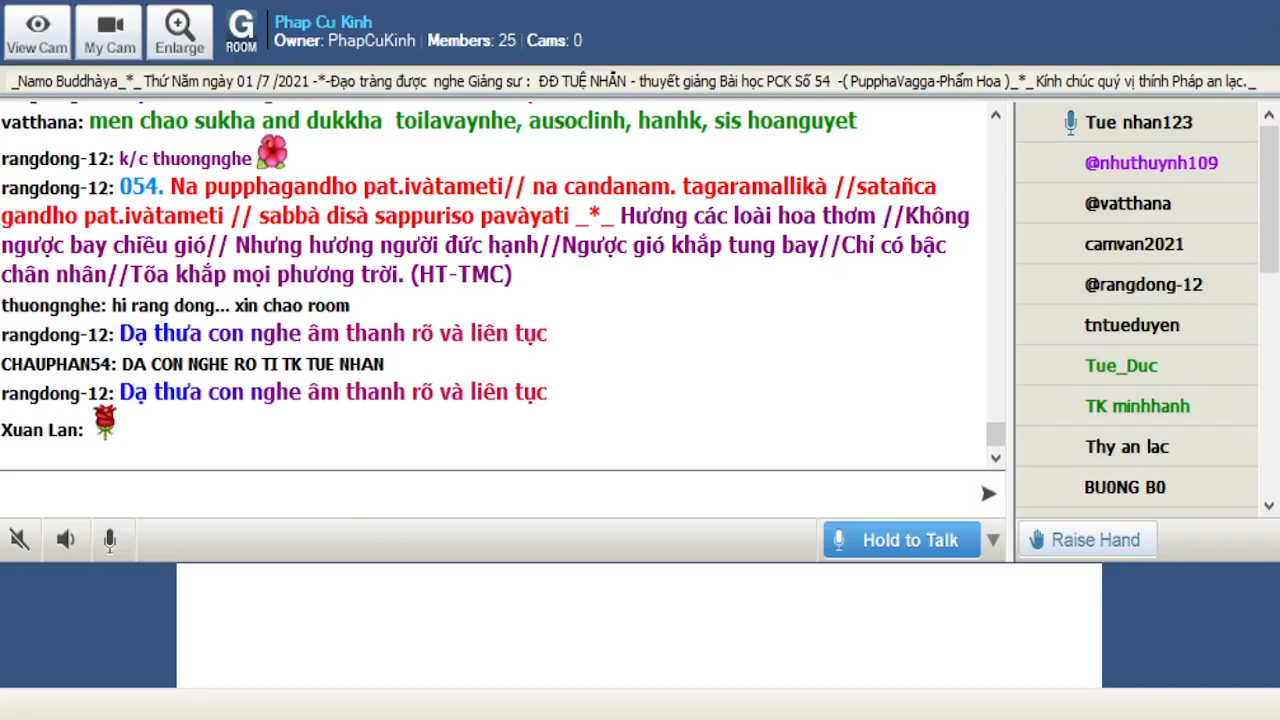 View Cam
My Cam
Enlarge
G
ROOM
Phap Cu Kinh
Owner: PhapCuKinh | Members: 25 | Cams: 0
_Namo Buddhàya_*_ Thứ Năm ngày 01 /7 /2021 -*-Đạo tràng được nghe Giảng sư : ĐĐ TUỆ NHẪN - thuyết giảng Bài học PCK Số 54 -( PupphaVagga-Phẩm Hoa )_*_ Kính chúc quý vị thính Pháp an lạc._
vatthana: men chao sukha and dukkha toilavaynhe, ausoclinh, hanhk, sis hoanguyet
rangdong-12: k/c thuongnghe
rangdong-12: 054. Na pupphagandho pat.ivàtameti// na candanam. tagaramallikà //satañca
gandho pat.ivàtameti // sabbà disà sappuriso pavàyati _*_ Hương các loài hoa thơm //Không
ngược bay chiều gió// Nhưng hương người đức hạnh//Ngược gió khắp tung bay//Chỉ có bậc
chân nhân//Tõa khắp mọi phương trời. (HT-TMC)
thuongnghe: hi rang dong... xin chao room
rangdong-12: Dạ thưa con nghe âm thanh rõ và liên tục
CHAUPHAN54: DA CON NGHE RO TI TK TUE NHAN
rangdong-12: Dạ thưa con nghe âm thanh rõ và liên tục
Xuan Lan:
Tue nhan123
@nhuthuynh109
@vatthana
camvan2021
@rangdong-12
tntueduyen
Tue_Duc
TK minhhanh
Thy an lac
BU0NG B0
Hold to Talk
Raise Hand